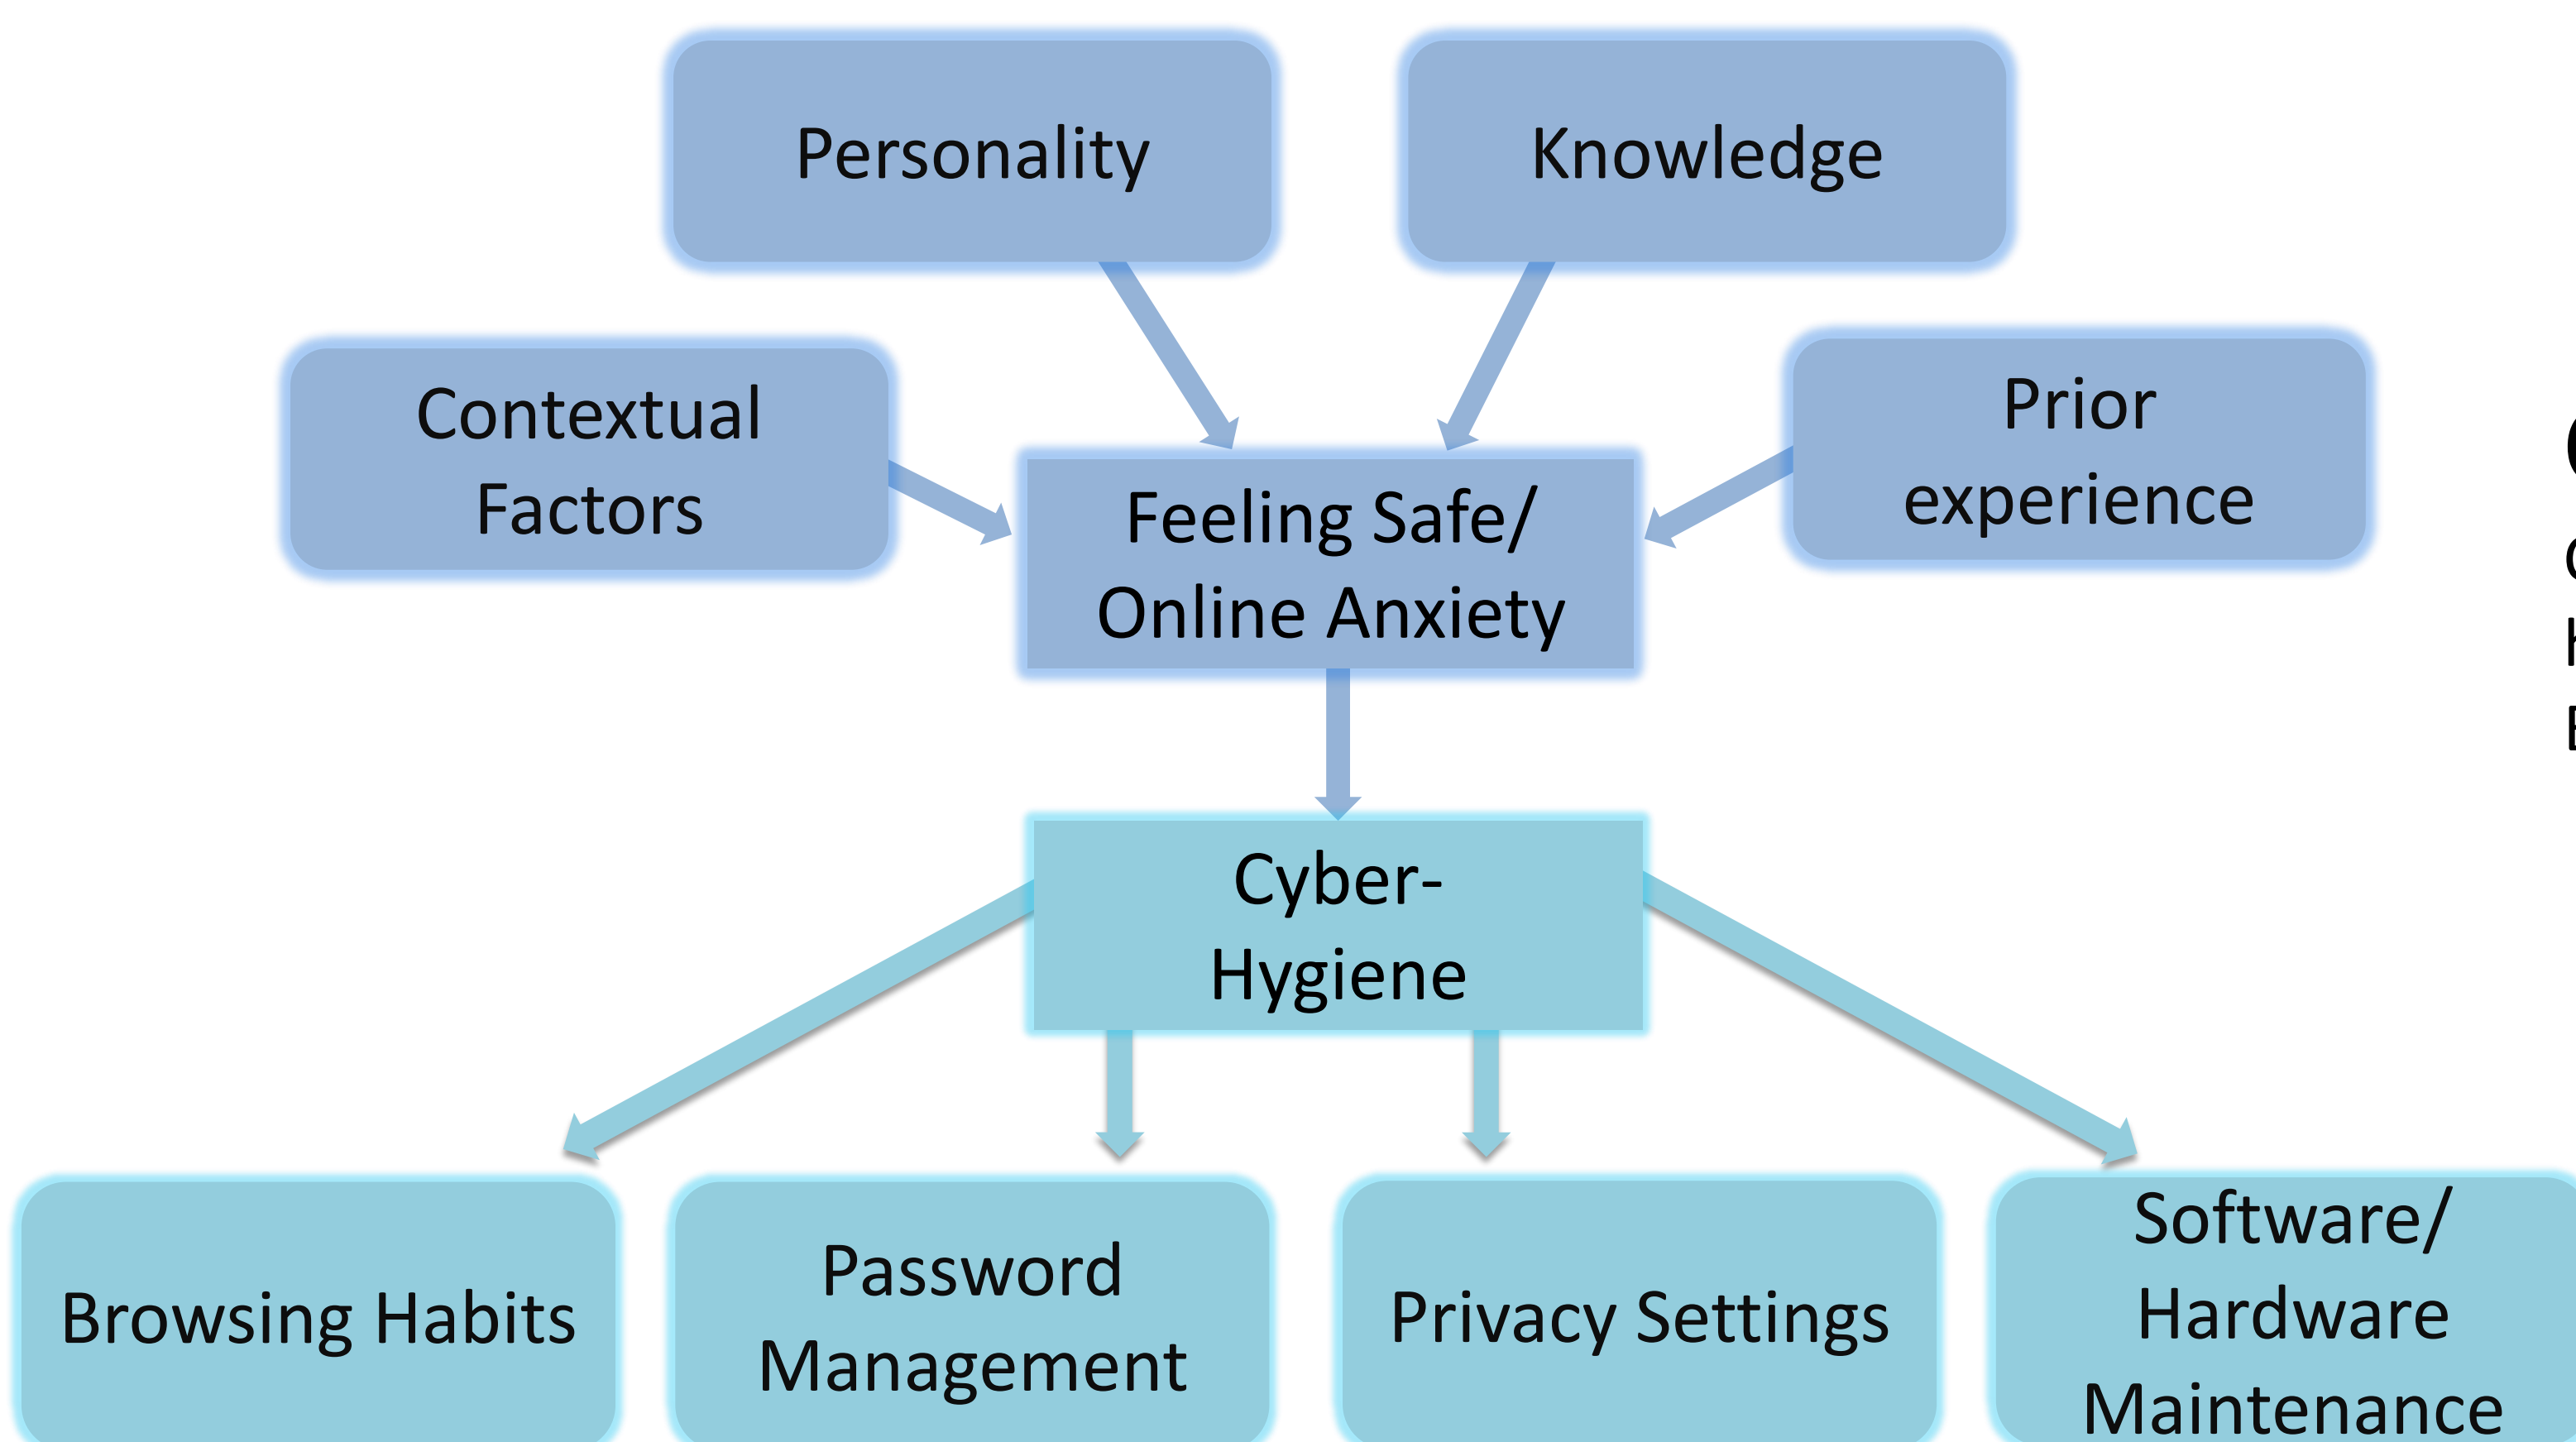 Personality
Knowledge
Contextual
Factors
Prior
experience
Feeling Safe/
Online Anxiety
Cyber-
Hygiene
Browsing Habits
Password
Management
Privacy Settings
Software/
Hardware
Maintenance